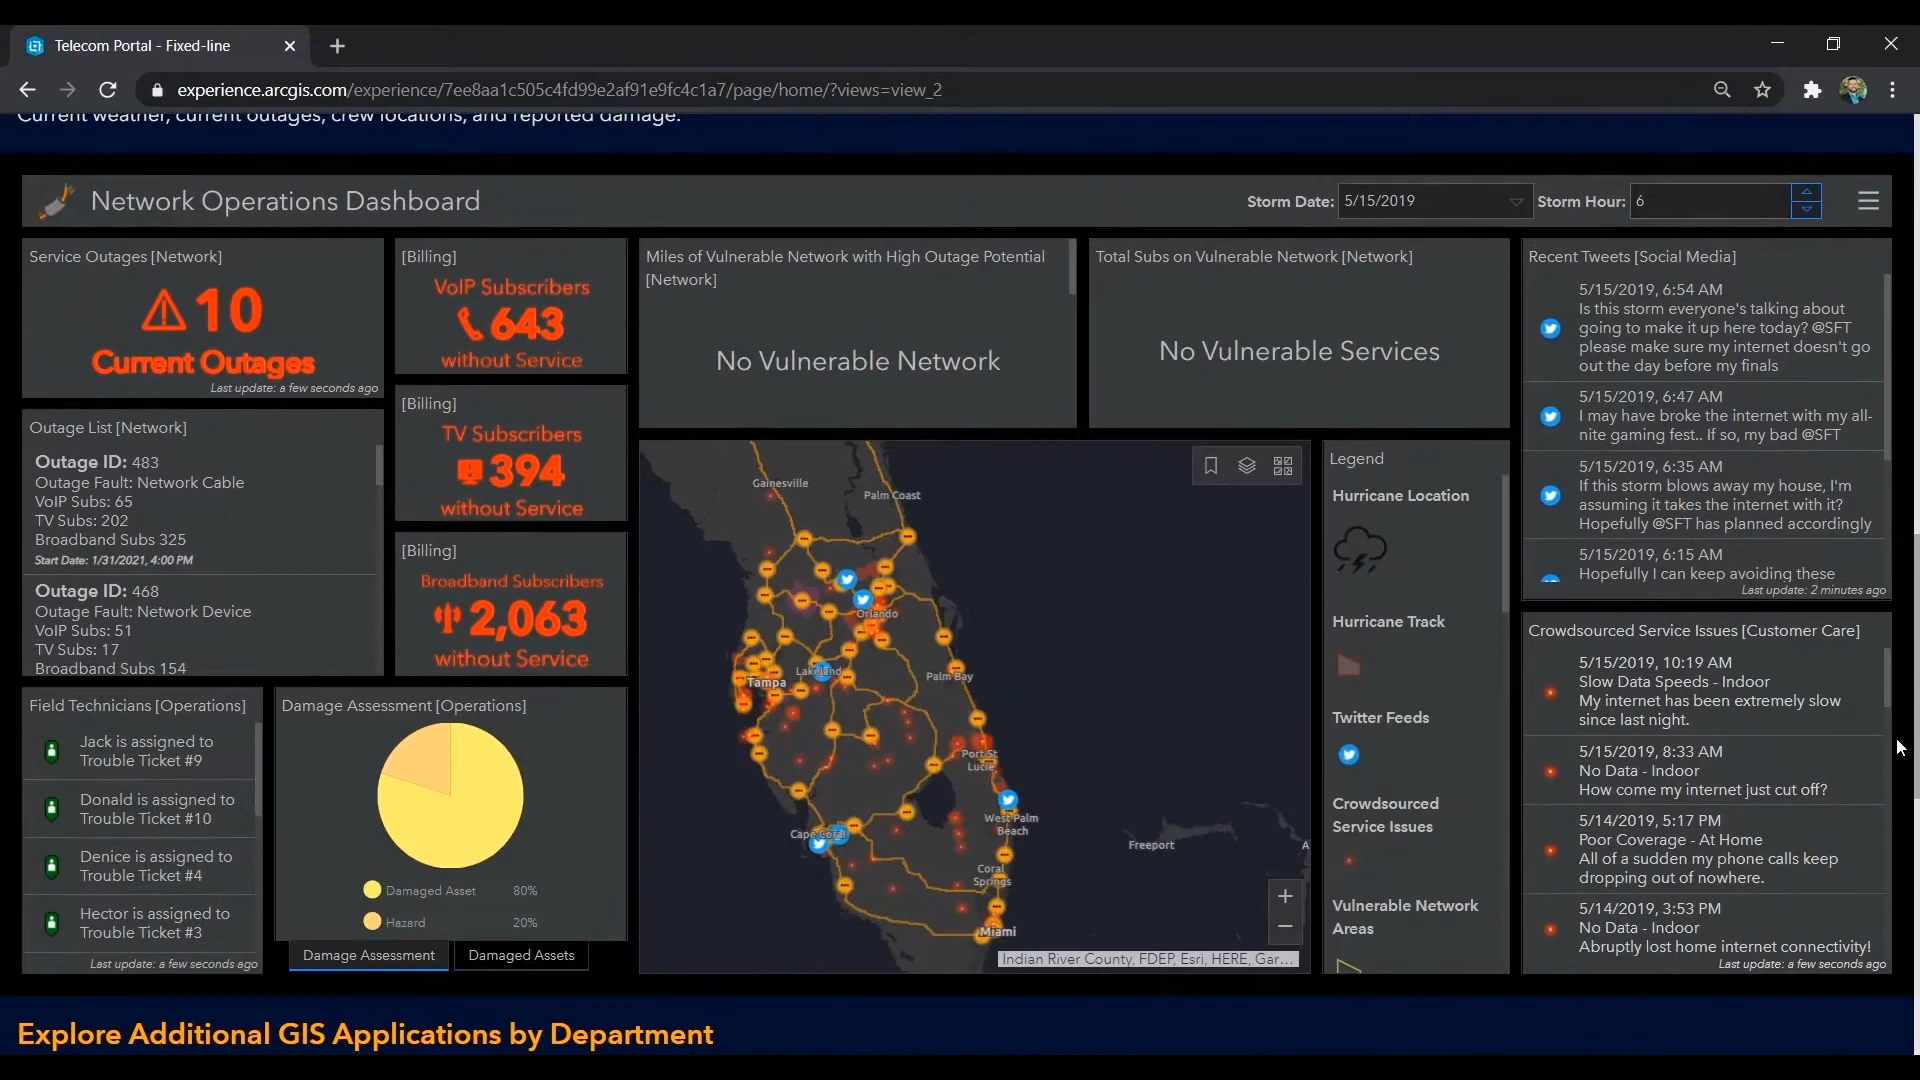 Telecom Portal - Fixed-line
experience.arcgis.com/experience/7ee8aa1c505c4fd99e2af91e9fc4c1a7/page/home/?views=view_2
Current weather, current outages, crew locations, and reported damage.
Network Operations Dashboard
Storm Date: 5/15/2019 Storm Hour: 6
Service Outages [Network]
10
Current Outages
Last update: a few seconds ago
Outage List [Network]
Outage ID: 483
Outage Fault: Network Cable
VoIP Subs: 65
TV Subs: 202
Broadband Subs 325
Start Date: 1/31/2021, 4:00 PM
Outage ID: 468
Outage Fault: Network Device
VoIP Subs: 51
TV Subs: 17
Broadband Subs 154
[Billing]
VoIP Subscribers
643
without Service
[Billing]
TV Subscribers
394
without Service
[Billing]
Broadband Subscribers
2,063
without Service
Field Technicians [Operations]
Jack is assigned to
Trouble Ticket #9
Donald is assigned to
Trouble Ticket #10
Denice is assigned to
Trouble Ticket #4
Hector is assigned to
Trouble Ticket #3
Last update: a few seconds ago
Damage Assessment [Operations]
Damaged Asset 80%
Hazard 20%
Damage Assessment
Damaged Assets
Miles of Vulnerable Network with High Outage Potential
[Network]
No Vulnerable Network
Total Subs on Vulnerable Network [Network]
No Vulnerable Services
Gainesville
Palm Coast
Orlando
Lakeland
Tampa
Palm Bay
Port St
Lucie
West Palm
Beach
Cape Coral
Freeport
A
Coral
Springs
Miami
+
−
Indian River County, FDEP, Esri, HERE, Gar...
Legend
Hurricane Location
Hurricane Track
Twitter Feeds
Crowdsourced
Service Issues
Vulnerable Network
Areas
Recent Tweets [Social Media]
5/15/2019, 6:54 AM
Is this storm everyone's talking about
going to make it up here today? @SFT
please make sure my internet doesn't go
out the day before my finals
5/15/2019, 6:47 AM
I may have broke the internet with my all-
nite gaming fest.. If so, my bad @SFT
5/15/2019, 6:35 AM
If this storm blows away my house, I'm
assuming it takes the internet with it?
Hopefully @SFT has planned accordingly
5/15/2019, 6:15 AM
Hopefully I can keep avoiding these
Last update: 2 minutes ago
Crowdsourced Service Issues [Customer Care]
5/15/2019, 10:19 AM
Slow Data Speeds - Indoor
My internet has been extremely slow
since last night.
5/15/2019, 8:33 AM
No Data - Indoor
How come my internet just cut off?
5/14/2019, 5:17 PM
Poor Coverage - At Home
All of a sudden my phone calls keep
dropping out of nowhere.
5/14/2019, 3:53 PM
No Data - Indoor
Abruptly lost home internet connectivity!
Last update: a few seconds ago
Explore Additional GIS Applications by Department